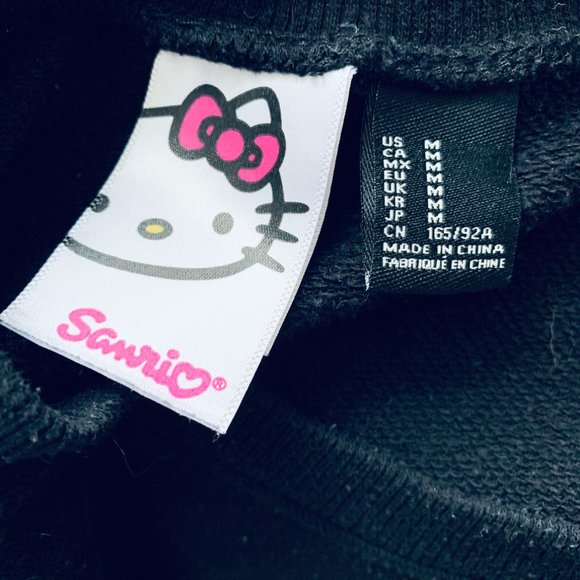 Sanrio®
US M
CA M
MX M
EU M
UK M
KR M
JP M
CN 165/92A
MADE IN CHINA
FABRIQUÉ EN CHINE